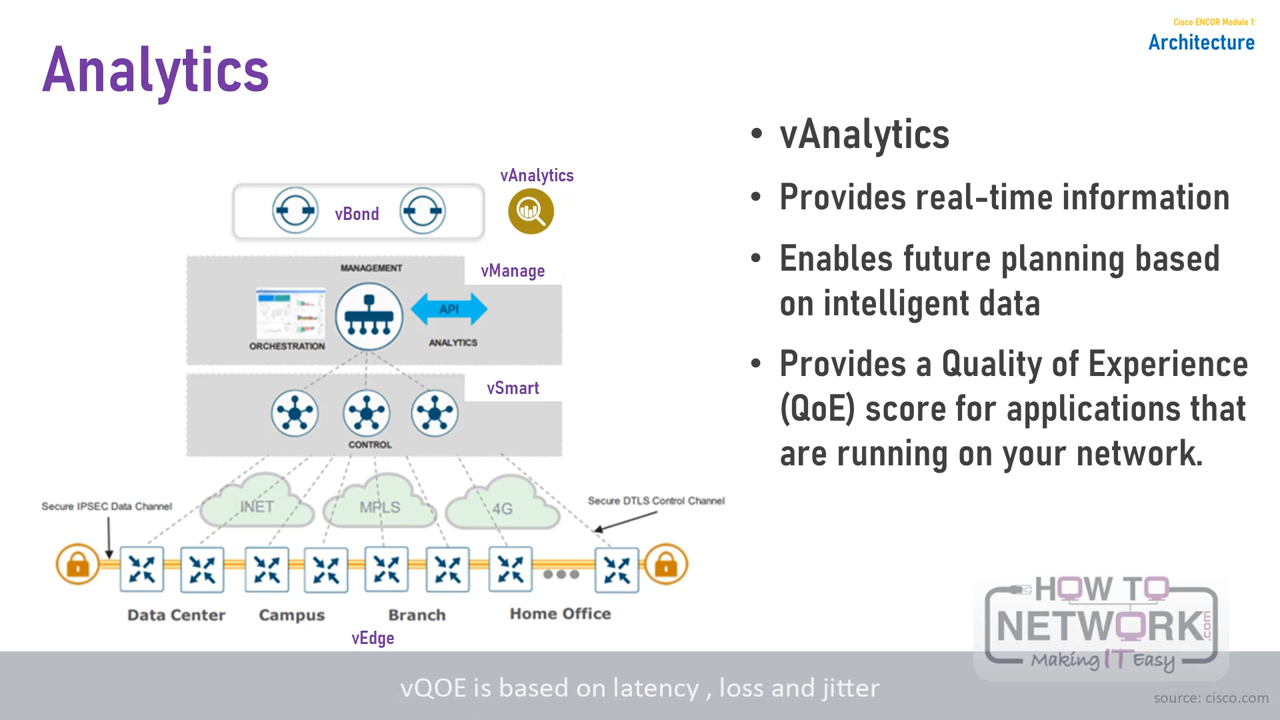 Cisco ENCOR Module 1:
Architecture
Analytics
• vAnalytics
• Provides real-time information
• Enables future planning based
on intelligent data
• Provides a Quality of Experience
(QoE) score for applications that
are running on your network.
vAnalytics
vBond
MANAGEMENT
vManage
API
ORCHESTRATION
ANALYTICS
vSmart
CONTROL
INET
MPLS
4G
Secure IPSEC Data Channel
Secure DTLS Control Channel
Data Center
Campus
Branch
Home Office
vEdge
HOW TO
NETWORK.com
Making IT Easy
vQOE is based on latency , loss and jitter
source: cisco.com